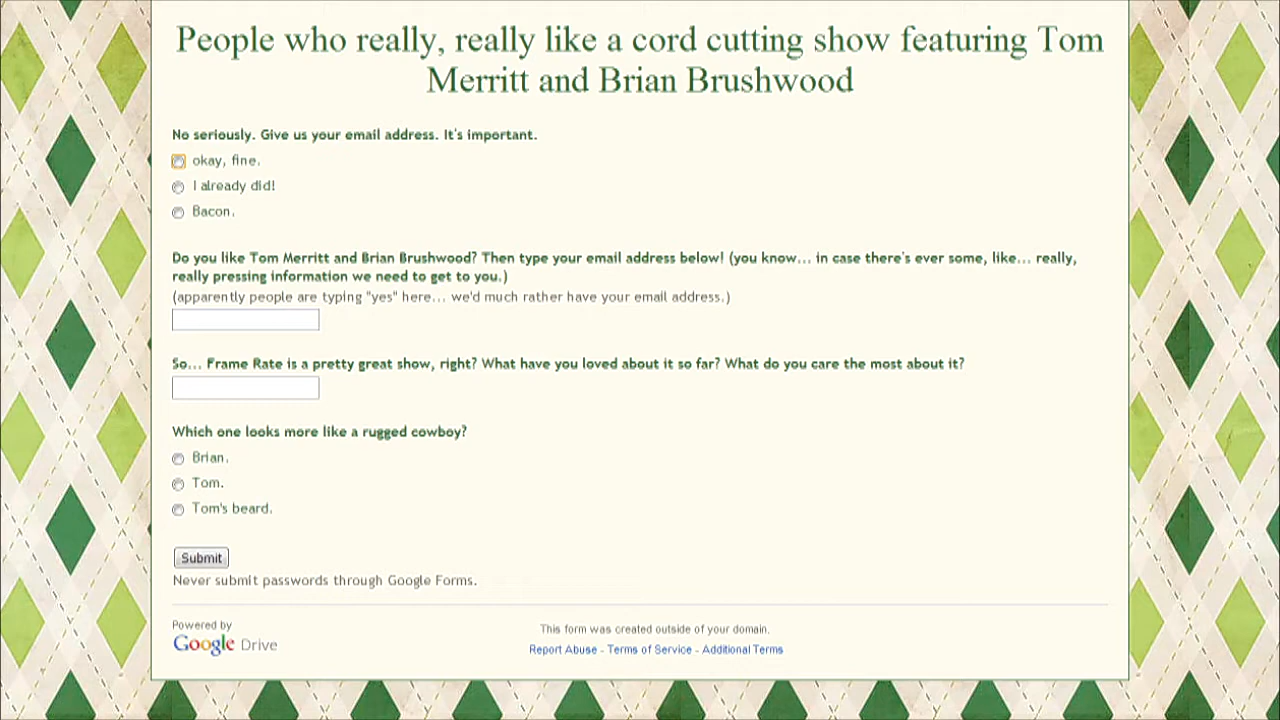 People who really, really like a cord cutting show featuring Tom
Merritt and Brian Brushwood
No seriously. Give us your email address. It's important.
okay, fine.
I already did!
Bacon.
Do you like Tom Merritt and Brian Brushwood? Then type your email address below! (you know... in case there's ever some, like... really,
really pressing information we need to get to you.)
(apparently people are typing "yes" here... we'd much rather have your email address.)
So... Frame Rate is a pretty great show, right? What have you loved about it so far? What do you care the most about it?
Which one looks more like a rugged cowboy?
Brian.
Tom.
Tom's beard.
Submit
Never submit passwords through Google Forms.
Powered by
Google Drive
This form was created outside of your domain.
Report Abuse - Terms of Service - Additional Terms